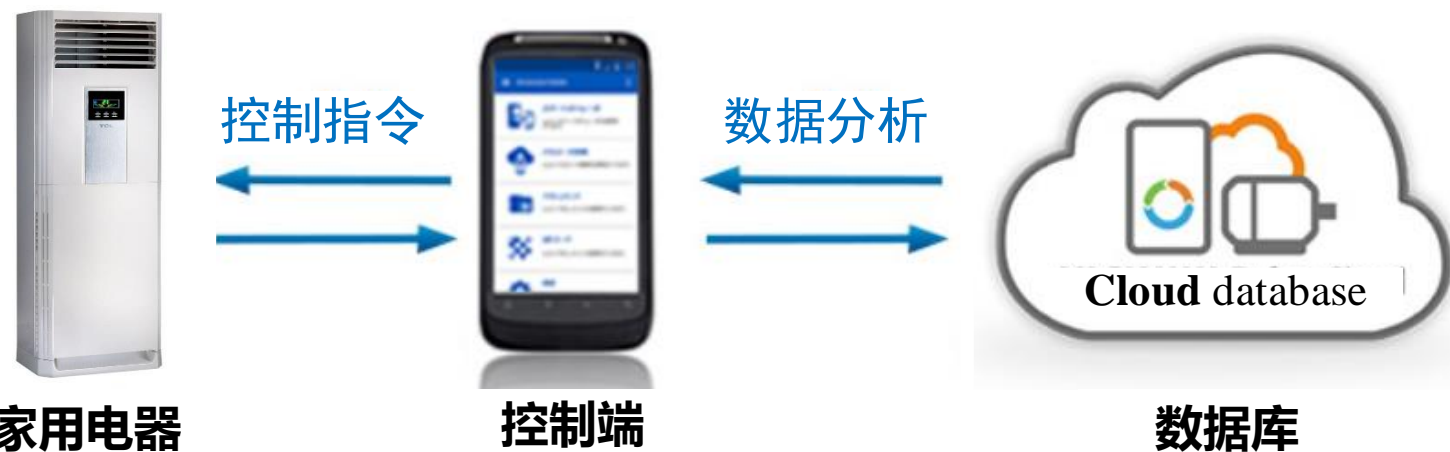 控制指令
数据分析
TCL
Cloud database
家用电器
控制端
数据库